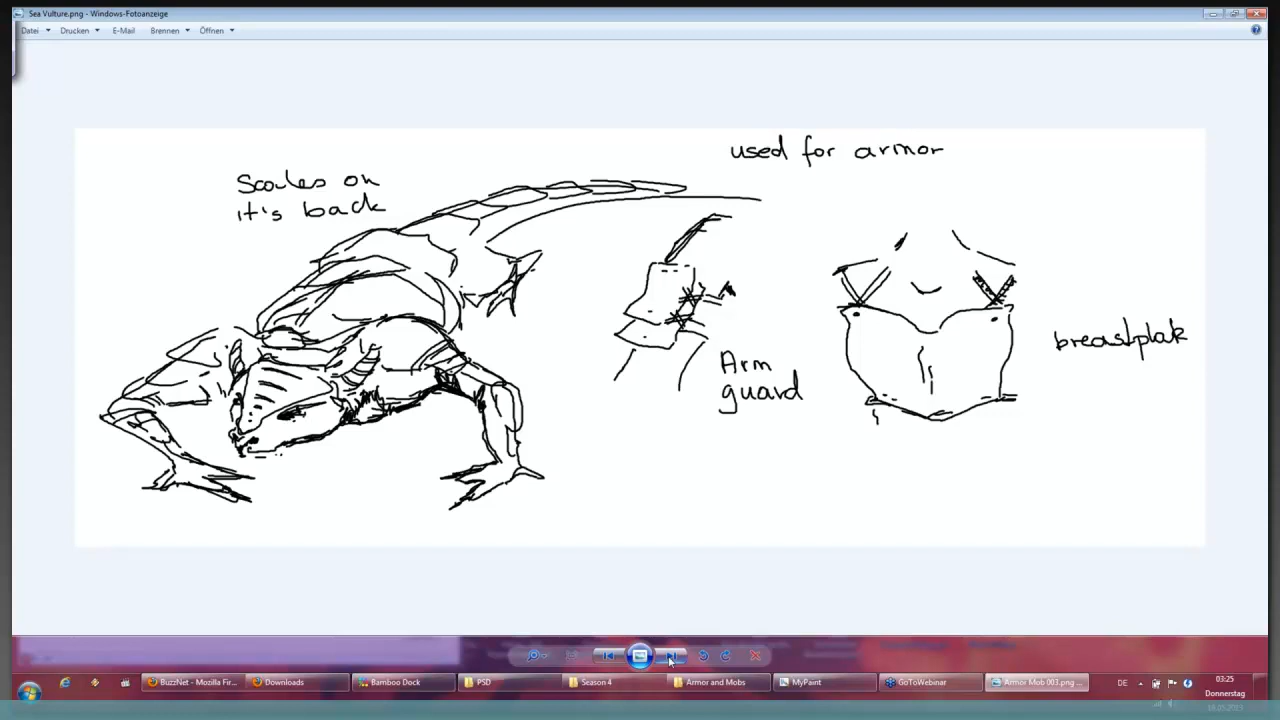 Sea Vulture.png - Windows-Fotoanzeige
Datei Drucken E-Mail Brennen Öffnen
used for armor
Scales on
it's back
Arm
guard
breastplak
BuzzNet - Mozilla Fir... Downloads Bamboo Dock PSD Season 4 Armor and Mobs MyPaint GoToWebinar Armor Mob 003.png ... DE 03:25
Donnerstag